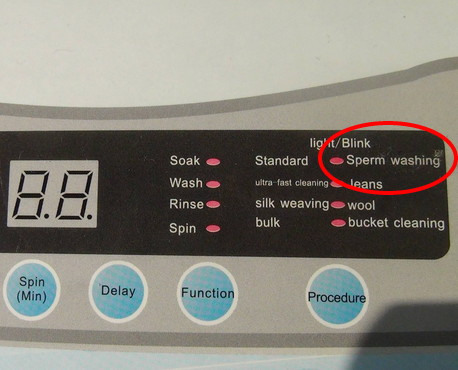 light/Blink
Soak Standard Sperm washing
Wash ultra-fast cleaning Jeans
Rinse silk weaving wool
Spin bulk bucket cleaning
88
Spin
(Min)
Delay
Function
Procedure